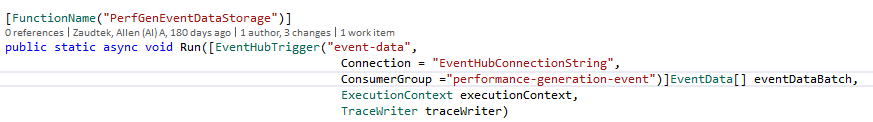 [FunctionName("PerfGenEventDataStorage")]
0 references | Zaudtek, Allen (Al) A, 180 days ago | 1 author, 3 changes | 1 work item
public static async void Run([EventHubTrigger("event-data",
Connection = "EventHubConnectionString",
ConsumerGroup ="performance-generation-event")]EventData[] eventDataBatch,
ExecutionContext executionContext,
TraceWriter traceWriter)